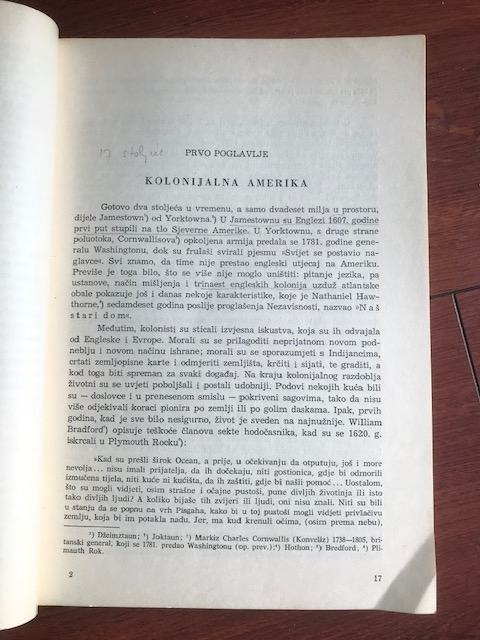 17 stoljeće
PRVO POGLAVLJE
KOLONIJALNA AMERIKA
Gotovo dva stoljeća u vremenu, a samo dvadeset milja u prostoru,
dijele Jamestown¹) od Yorktowna.²) U Jamestownu su Englezi 1607. godine
prvi put stupili na tlo Sjeverne Amerike. U Yorktownu, s druge strane
poluotoka, Cornwallisova³) opkoljena armija predala se 1781. godine gene-
ralu Washingtonu, dok su frulaši svirali pjesmu »Svijet se postavio na-
glavce«. Svi znamo, da time nije prestao engleski utjecaj na Ameriku.
Previše je toga bilo, što se više nije moglo uništiti: pitanje jezika, pa
ustanove, način mišljenja i trinaest engleskih kolonija uzduž atlantske
obale pokazuje još i danas nekoje karakteristike, koje je Nathaniel Haw-
thorne,⁴) sedamdeset godina poslije proglašenja Nezavisnosti, nazvao »Naš
stari dom«.
Međutim, kolonisti su sticali izvjesna iskustva, koja su ih odvajala
od Engleske i Evrope. Morali su se prilagoditi neprijatnom novom pod-
neblju i novom načinu ishrane; morali su se sporazumjeti s Indijancima,
crtati zemljopisne karte i odmjeriti zemljišta, krčiti i sijati, te graditi, a
kod toga biti spreman za svaki događaj. Na kraju kolonijalnog razdoblja
životni su se uvjeti poboljšali i postali udobniji. Podovi nekojih kuća bili
su — doslovce i u prenesenom smislu — pokriveni sagovima, tako da nisu
više odjekivali koraci pionira po zemlji ili po golim daskama. Ipak, prvih
godina, kad je sve bilo nesigurno, život je sveden na najnužnije. William
Bradford⁵) opisuje teškoće članova sekte hodočasnika, kad su se 1620. g.
iskrcali u Plymouth Rocku⁶):
»Kad su prešli širok Ocean, a prije, u očekivanju da otputuju, još i more
nevolja... nisu imali prijatelja, da ih dočekaju, niti gostionica, gdje bi odmorili
izmučena tijela, niti kuće ni kućišta, da ih zaštiti, gdje bi našli pomoć... Uostalom,
što su mogli vidjeti, osim strašne i očajne pustoši, pune divljih životinja ili isto
tako divljih ljudi? A koliko bijaše tih zvijeri ili ljudi, oni nisu znali. Niti su bili
u stanju da se popnu na vrh Pisgaha, kako bi u toj pustoši mogli vidjeti privlačivu
zemlju, koja bi im potakla nadu. Jer, ma kud krenuli očima, (osim prema nebu),
¹) Džeimztaun; ²) Joktaun; ³) Markiz Charles Cornwallis (Konveliz) 1738—1805, bri-
tanski general, koji se 1781. predao Washingtonu (op. prev.);⁴) Hothon; ⁵) Bredford; ⁶) Pli-
mauth Rok.
2
17